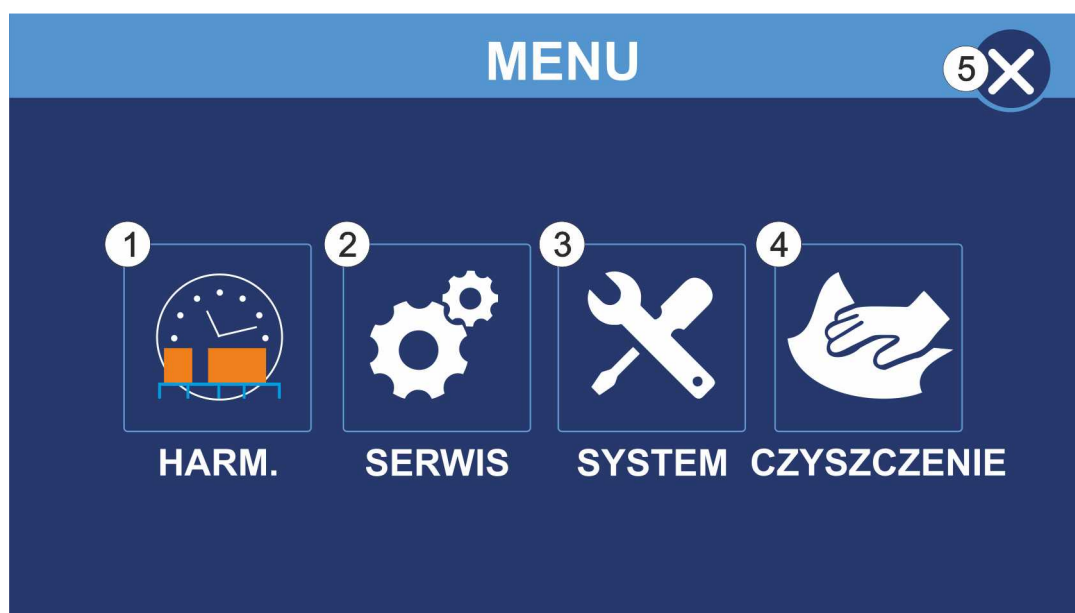 MENU
5
1
2
3
4
HARM.
SERWIS
SYSTEM
CZYSZCZENIE